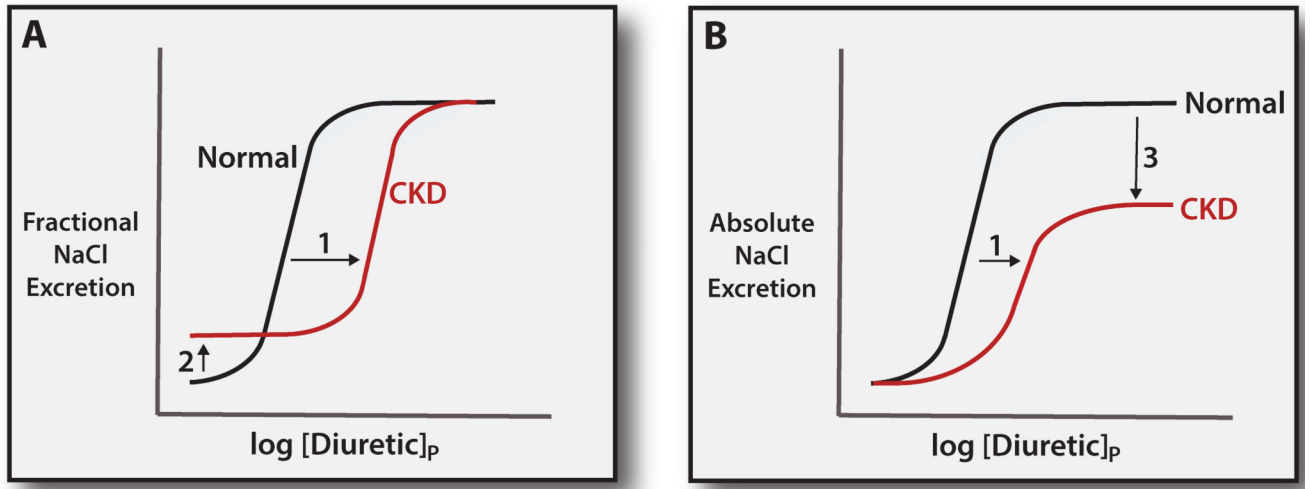 A
Normal
CKD
1
2
Fractional
NaCl
Excretion
log [Diuretic]P
B
Normal
3
CKD
1
Absolute
NaCl
Excretion
log [Diuretic]P